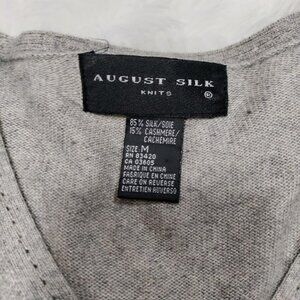 AUGUST SILK
KNITS
®
85% SILK/SOIE
15% CASHMERE/
CACHEMIRE
SIZE: M
RN 83420
CA 03605
MADE IN CHINA
FABRIQUE EN CHINE
CARE ON REVERSE
ENTRETIEN REVERSO